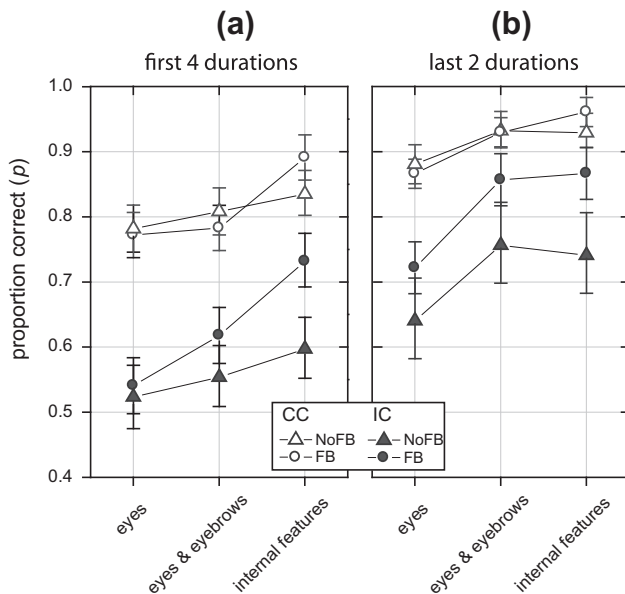 (a)
first 4 durations
(b)
last 2 durations
proportion correct (p)
1.0
0.9
0.8
0.7
0.6
0.5
0.4
CC IC
NoFB NoFB
FB FB
eyes
eyes & eyebrows
internal features
eyes
eyes & eyebrows
internal features